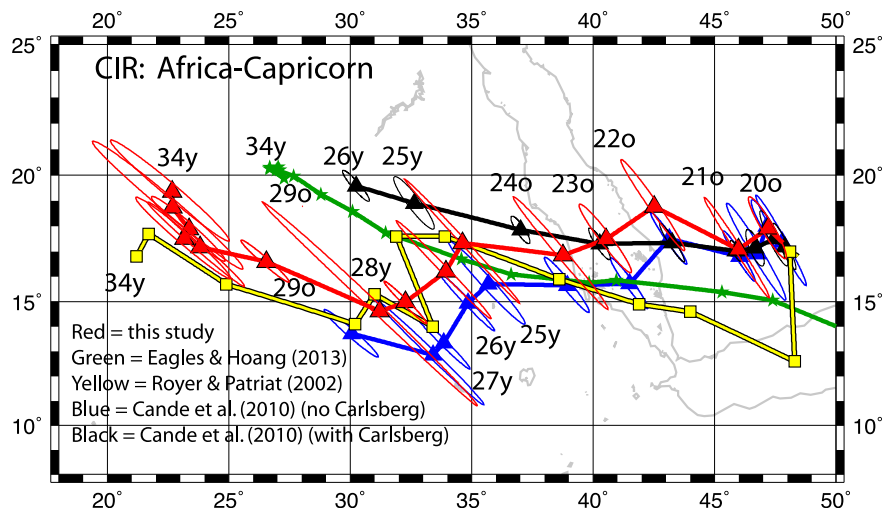 20° 25° 30° 35° 40° 45° 50°
25° 25°
CIR: Africa-Capricorn
22o
34y 34y 26y 25y
20° 24o 23o 21o 20o 20°
29o
28y
34y 29o
15° 15°
Red = this study
25y
Green = Eagles & Hoang (2013)
26y
Yellow = Royer & Patriat (2002)
27y
Blue = Cande et al. (2010) (no Carlsberg)
10° Black = Cande et al. (2010) (with Carlsberg) 10°
20° 25° 30° 35° 40° 45° 50°